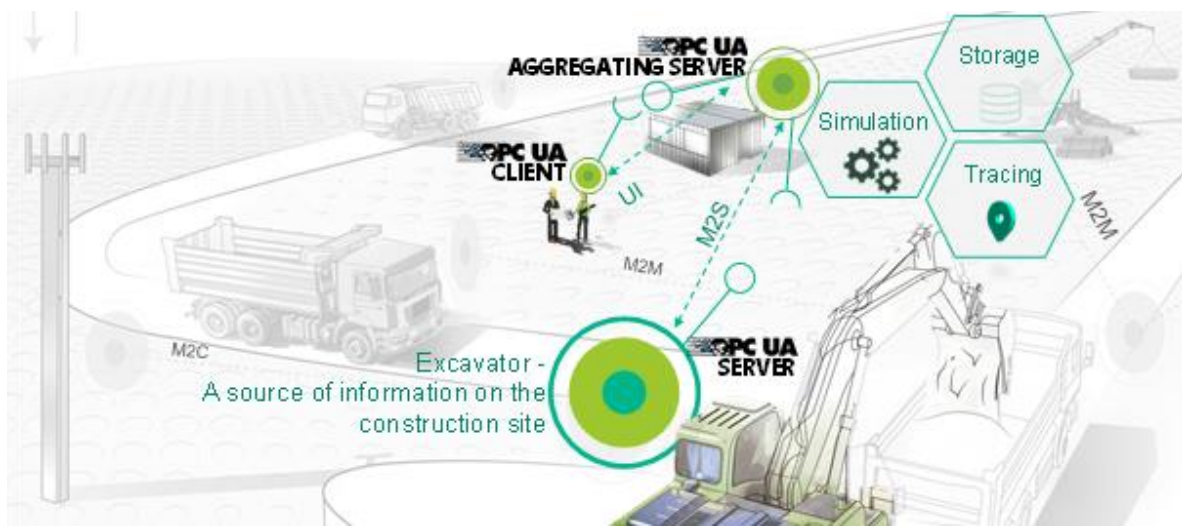 OPC UA
AGGREGATING SERVER
Storage
Simulation
Tracing
OPC UA
CLIENT
UI
M2S
M2M
M2M
M2C
OPC UA
SERVER
Excavator -
A source of information on the
construction site